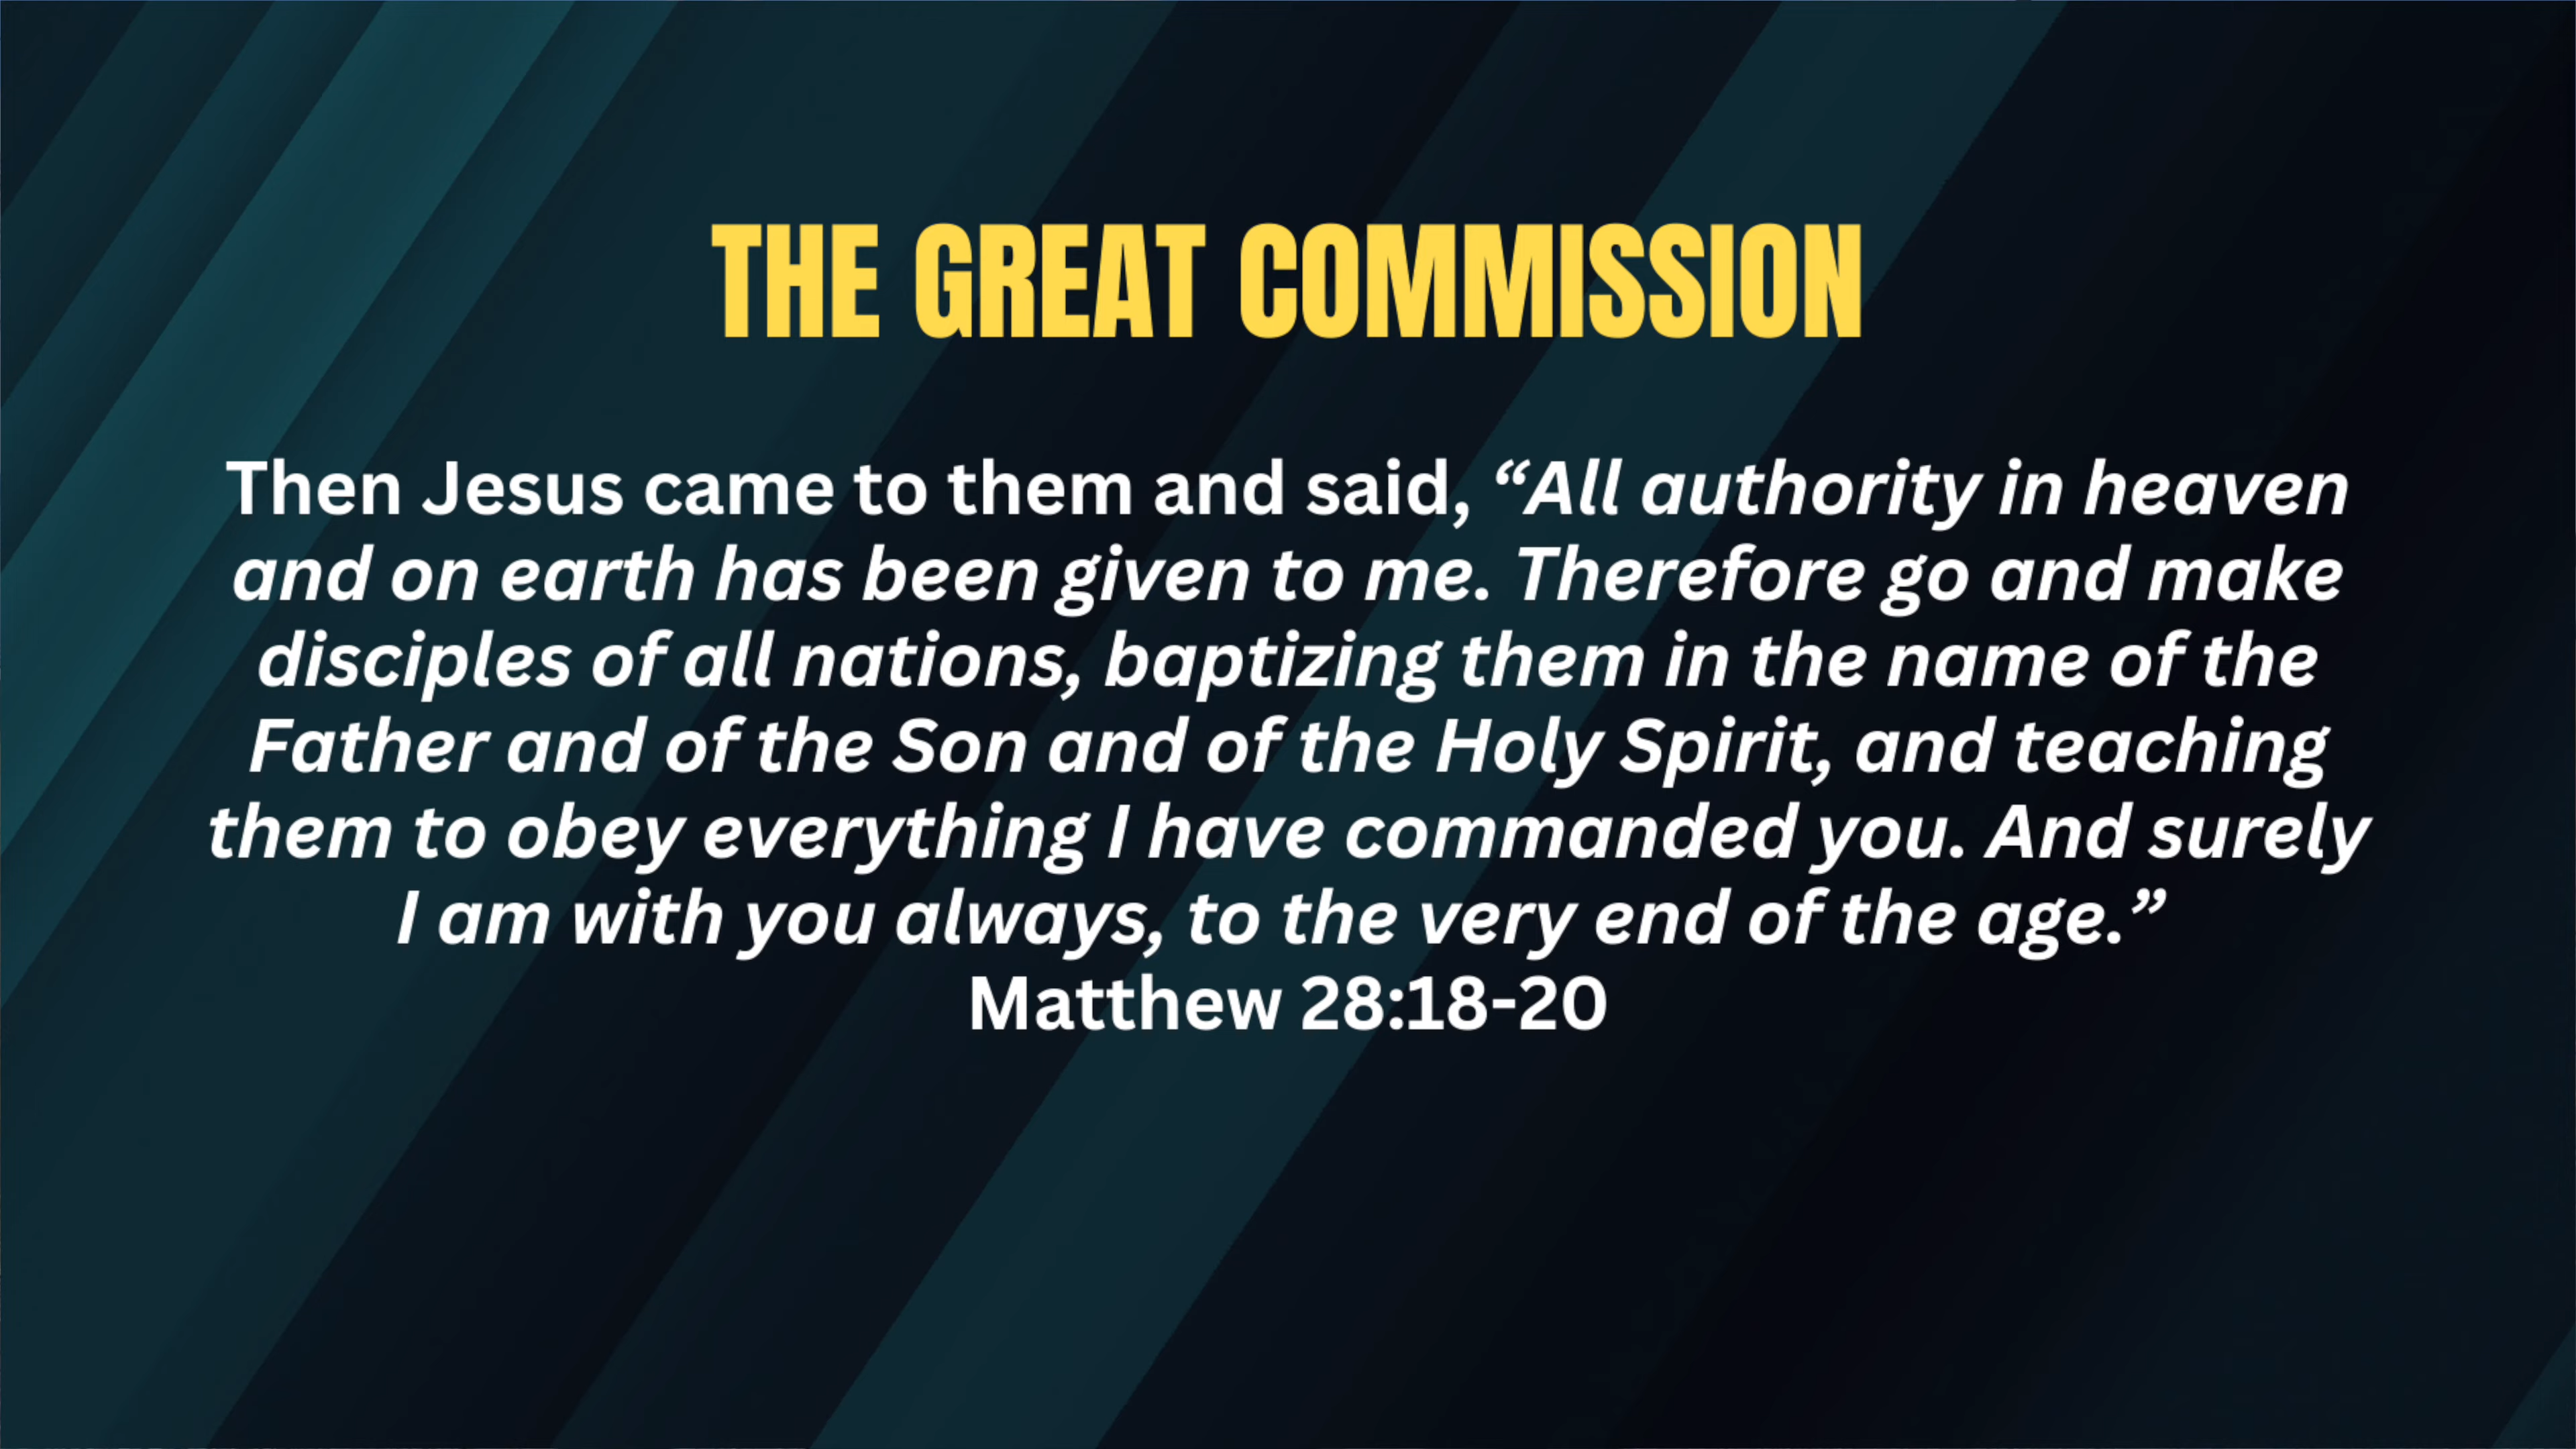 THE GREAT COMMISSION
Then Jesus came to them and said, “All authority in heaven
and on earth has been given to me. Therefore go and make
disciples of all nations, baptizing them in the name of the
Father and of the Son and of the Holy Spirit, and teaching
them to obey everything I have commanded you. And surely
I am with you always, to the very end of the age.”
Matthew 28:18-20